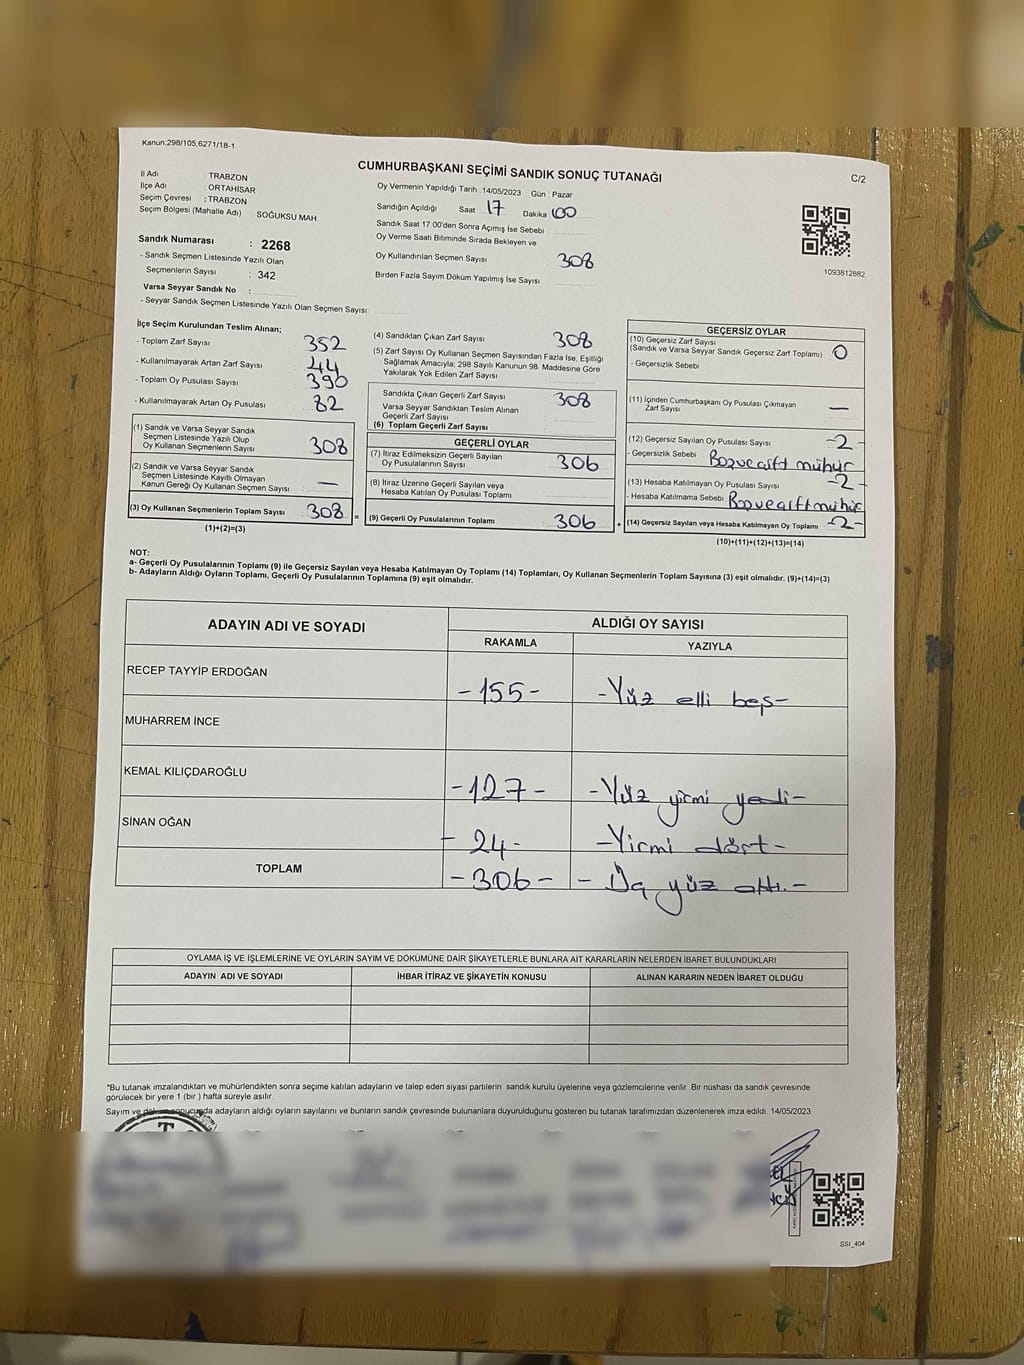 Kanun,298/105,6271/18-1
CUMHURBAŞKANI SEÇİMİ SANDIK SONUÇ TUTANAĞI
C/2
İl Adı : TRABZON
İlçe Adı : ORTAHİSAR
Seçim Çevresi : TRABZON
Seçim Bölgesi (Mahalle Adı) : SOĞUKSU MAH.
Oy Vermenin Yapıldığı Tarih : 14/05/2023 Gün : Pazar
Sandığın Açıldığı Saat 17 Dakika 00
Sandık Saat 17:00'den Sonra Açımış İse Sebebi
Oy Verme Saati Bitiminde Sırada Bekleyen ve
Oy Kullandırılan Seçmen Sayısı 308
Birden Fazla Sayım Döküm Yapılmış İse Sayısı
1093812882
Sandık Numarası : 2268
- Sandık Seçmen Listesinde Yazılı Olan
Seçmenlerin Sayısı : 342
Varsa Seyyar Sandık No :
- Seyyar Sandık Seçmen Listesinde Yazılı Olan Seçmen Sayısı
İlçe Seçim Kurulundan Teslim Alınan;
- Toplam Zarf Sayısı 352
- Kullanılmayarak Artan Zarf Sayısı 44
- Toplam Oy Pusulası Sayısı 390
- Kullanılmayarak Artan Oy Pusulası 82
(1) Sandık ve Varsa Seyyar Sandık
Seçmen Listesinde Yazılı Olup
Oy Kullanan Seçmenlerin Sayısı 308
(2) Sandık ve Varsa Seyyar Sandık
Seçmen Listesinde Kayıtlı Olmayan
Kanun Gereği Oy Kullanan Seçmen Sayısı —
(3) Oy Kullanan Seçmenlerin Toplam Sayısı 308 =
(1)+(2)=(3)
(4) Sandıktan Çıkan Zarf Sayısı 308
(5) Zarf Sayısı Oy Kullanan Seçmen Sayısından Fazla İse, Eşitliği
Sağlamak Amacıyla; 298 Sayılı Kanunun 98. Maddesine Göre
Yakılarak Yok Edilen Zarf Sayısı
Sandıkta Çıkan Geçerli Zarf Sayısı 308
Varsa Seyyar Sandıktan Teslim Alınan
Geçerli Zarf Sayısı
(6) Toplam Geçerli Zarf Sayısı
GEÇERLİ OYLAR
(7) İtiraz Edilmeksizin Geçerli Sayılan
Oy Pusulalarının Sayısı 306
(8) İtiraz Üzerine Geçerli Sayılan veya
Hesaba Katılan Oy Pusulası Toplamı
(9) Geçerli Oy Pusulalarının Toplamı 306 +
GEÇERSİZ OYLAR
(10) Geçersiz Zarf Sayısı
(Sandık ve Varsa Seyyar Sandık Geçersiz Zarf Toplamı) 0
- Geçersizlik Sebebi
(11) İçinden Cumhurbaşkanı Oy Pusulası Çıkmayan
Zarf Sayısı —
(12) Geçersiz Sayılan Oy Pusulası Sayısı -2-
- Geçersizlik Sebebi Boşveçift mühür
(13) Hesaba Katılmayan Oy Pusulası Sayısı -2-
- Hesaba Katılmama Sebebi Boşveçiftmühür
(14) Geçersiz Sayılan veya Hesaba Katılmayan Oy Toplamı -2-
(10)+(11)+(12)+(13)=(14)
NOT:
a- Geçerli Oy Pusulalarının Toplamı (9) ile Geçersiz Sayılan veya Hesaba Katılmayan Oy Toplamı (14) Toplamları, Oy Kullanan Seçmenlerin Toplam Sayısına (3) eşit olmalıdır. (9)+(14)=(3)
b- Adayların Aldığı Oyların Toplamı, Geçerli Oy Pusulalarının Toplamına (9) eşit olmalıdır.
ADAYIN ADI VE SOYADI
ALDIĞI OY SAYISI
RAKAMLA YAZIYLA
RECEP TAYYİP ERDOĞAN -155- -Yüz elli beş-
MUHARREM İNCE
KEMAL KILIÇDAROĞLU -127- -Yüz yirmi yedi-
SİNAN OĞAN -24- -Yirmi dört-
TOPLAM -306- - Üç yüz altı.-
OYLAMA İŞ VE İŞLEMLERİNE VE OYLARIN SAYIM VE DÖKÜMÜNE DAİR ŞİKAYETLERLE BUNLARA AİT KARARLARIN NELERDEN İBARET BULUNDUKLARI
ADAYIN ADI VE SOYADI İHBAR İTİRAZ VE ŞİKAYETİN KONUSU ALINAN KARARIN NEDEN İBARET OLDUĞU
*Bu tutanak imzalandıktan ve mühürlendikten sonra seçime katılan adayların ve talep eden siyasi partilerin sandık kurulu üyelerine veya gözlemcilerine verilir. Bir nüshası da sandık çevresinde
görülecek bir yere 1 (bir ) hafta süreyle asılır.
Sayım ve döküm sonucunda adayların aldığı oyların sayılarını ve bunların sandık çevresinde bulunanlara duyurulduğunu gösteren bu tutanak tarafımızdan düzenlenerek imza edildi. 14/05/2023
T
SSI_404